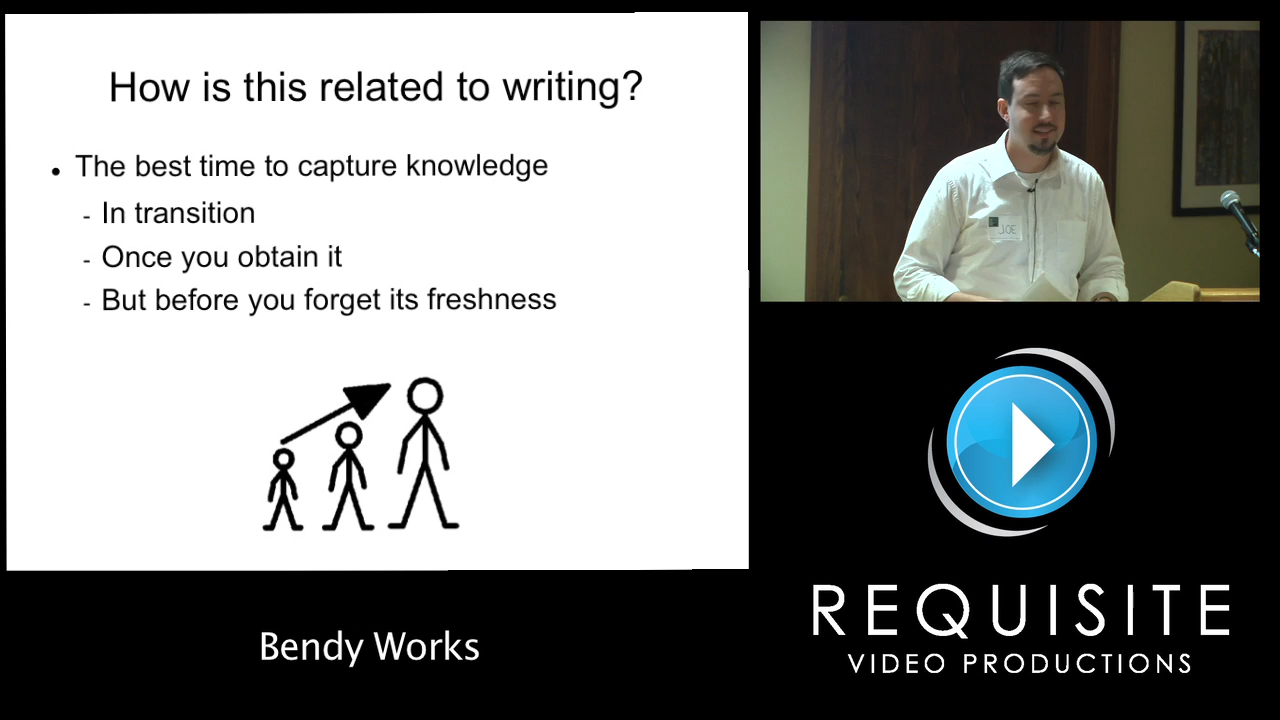 How is this related to writing?
• The best time to capture knowledge
- In transition
- Once you obtain it
- But before you forget its freshness
JOE
Bendy Works
REQUISITE
VIDEO PRODUCTIONS